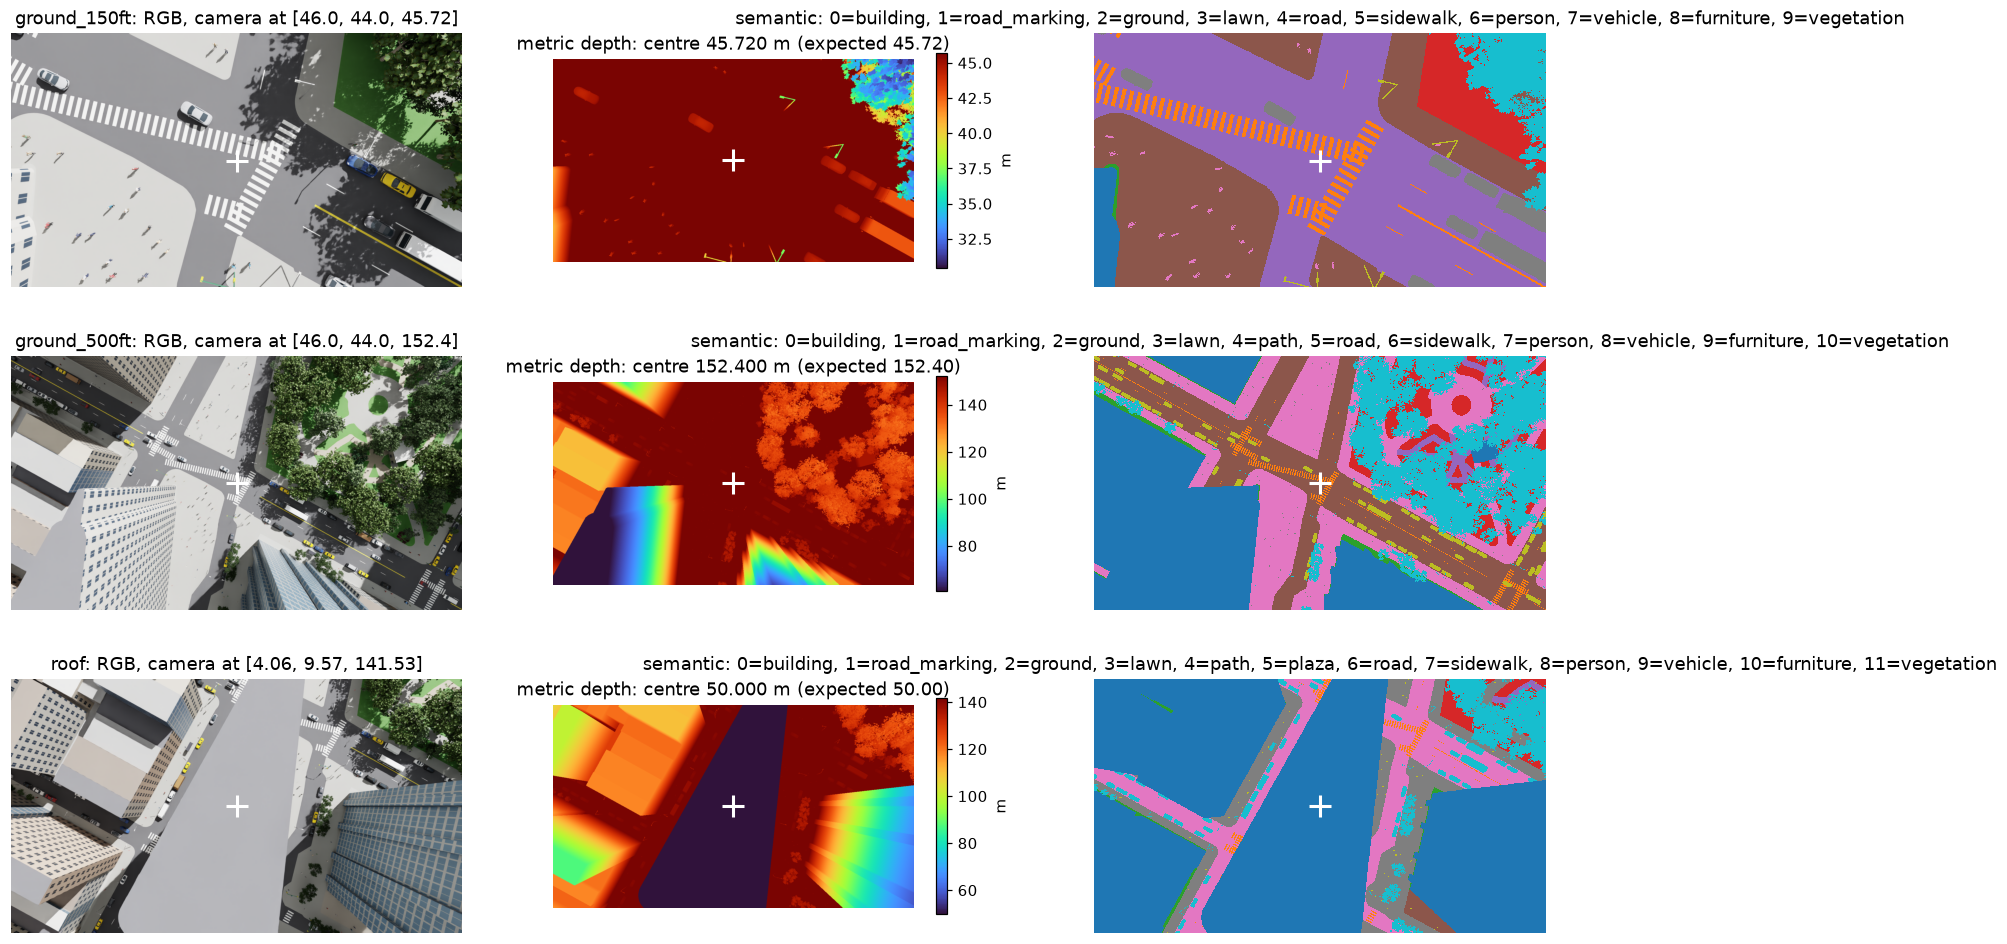 ground_150ft: RGB, camera at [46.0, 44.0, 45.72]
metric depth: centre 45.720 m (expected 45.72)
45.0
42.5
40.0
37.5
35.0
32.5
m
semantic: 0=building, 1=road_marking, 2=ground, 3=lawn, 4=road, 5=sidewalk, 6=person, 7=vehicle, 8=furniture, 9=vegetation
ground_500ft: RGB, camera at [46.0, 44.0, 152.4]
metric depth: centre 152.400 m (expected 152.40)
140
120
100
80
m
semantic: 0=building, 1=road_marking, 2=ground, 3=lawn, 4=path, 5=road, 6=sidewalk, 7=person, 8=vehicle, 9=furniture, 10=vegetation
roof: RGB, camera at [4.06, 9.57, 141.53]
metric depth: centre 50.000 m (expected 50.00)
140
120
100
80
60
m
semantic: 0=building, 1=road_marking, 2=ground, 3=lawn, 4=path, 5=plaza, 6=road, 7=sidewalk, 8=person, 9=vehicle, 10=furniture, 11=vegetation